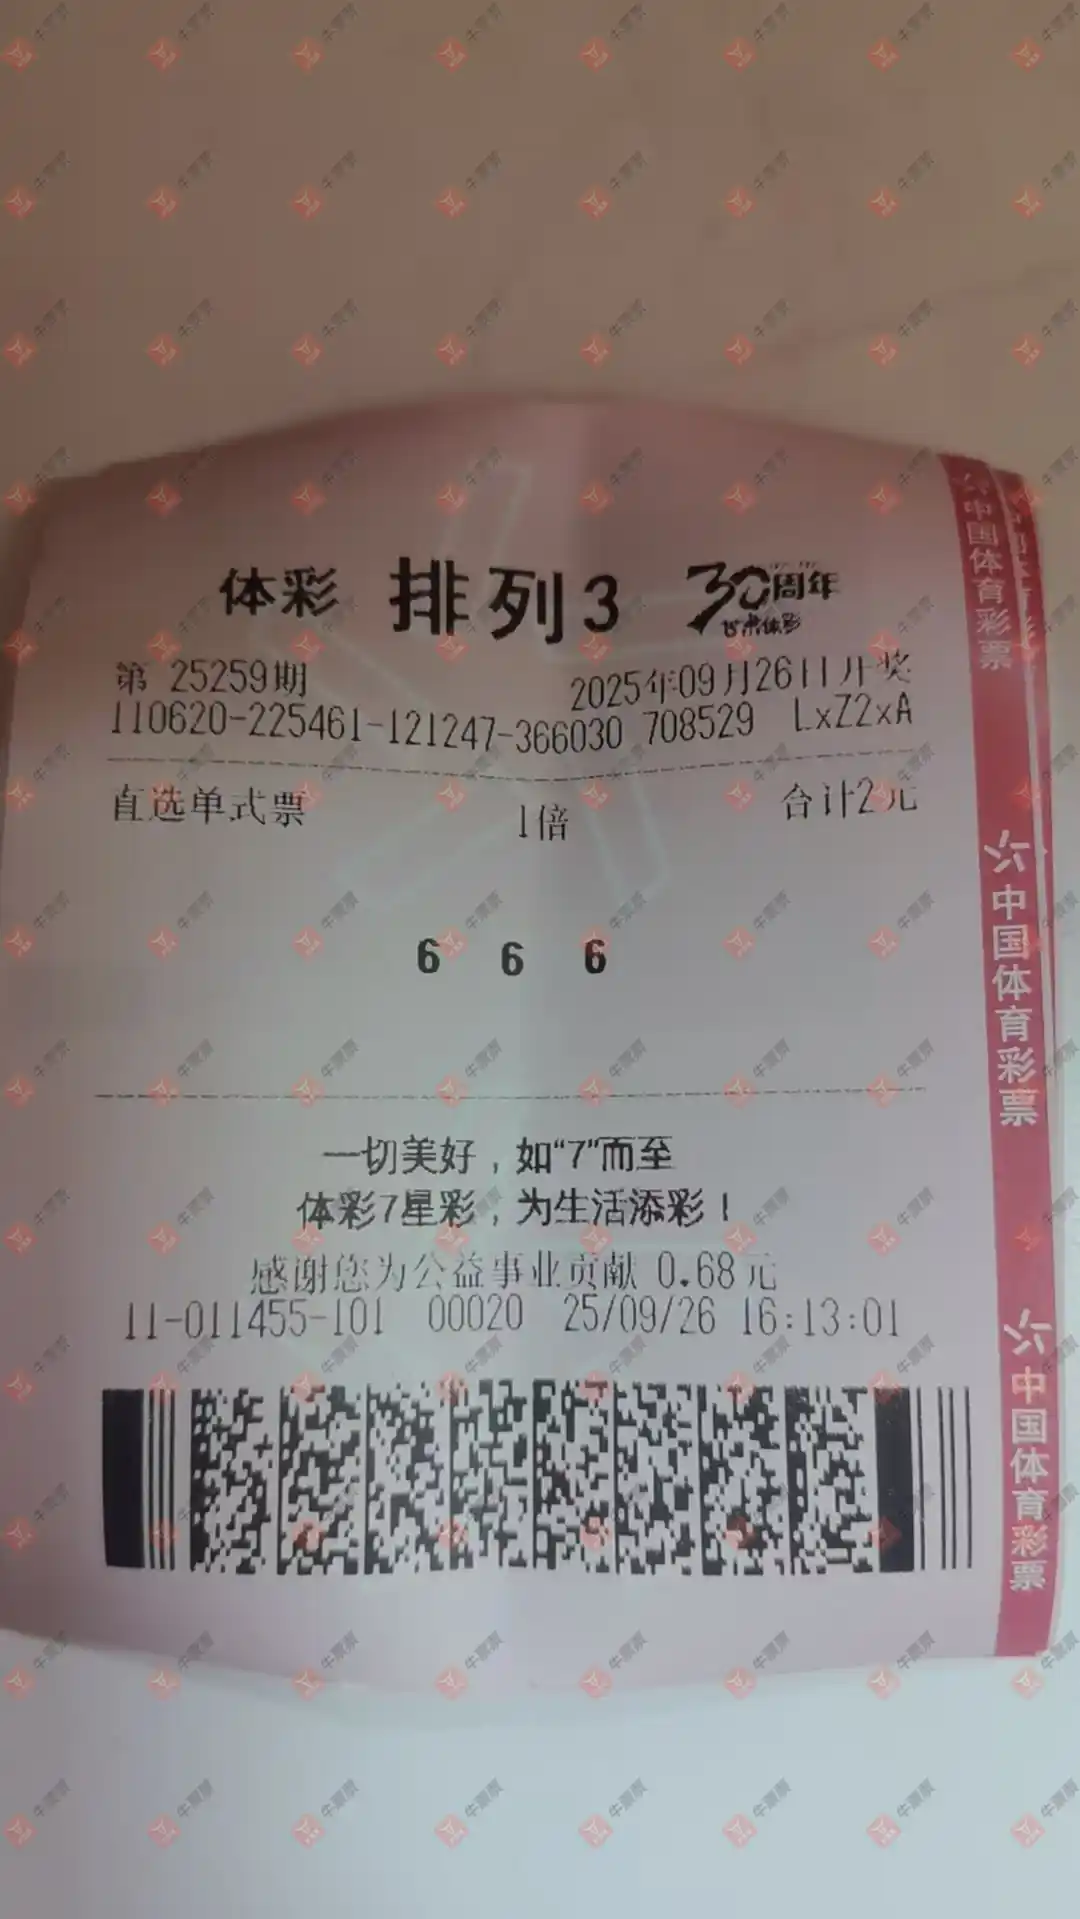 体彩 排列3 30周年
第 25259期 2025年09月26日开奖
110620-225461-121247-366030 708529 LxZ2xA
直选单式票 1倍 合计2元
6 6 6
一切美好，如“7”而至
体彩7星彩，为生活添彩！
感谢您为公益事业贡献 0.68元
11-011455-101 00020 25/09/26 16:13:01
中国体育彩票
中国体育彩票
中国体育彩票